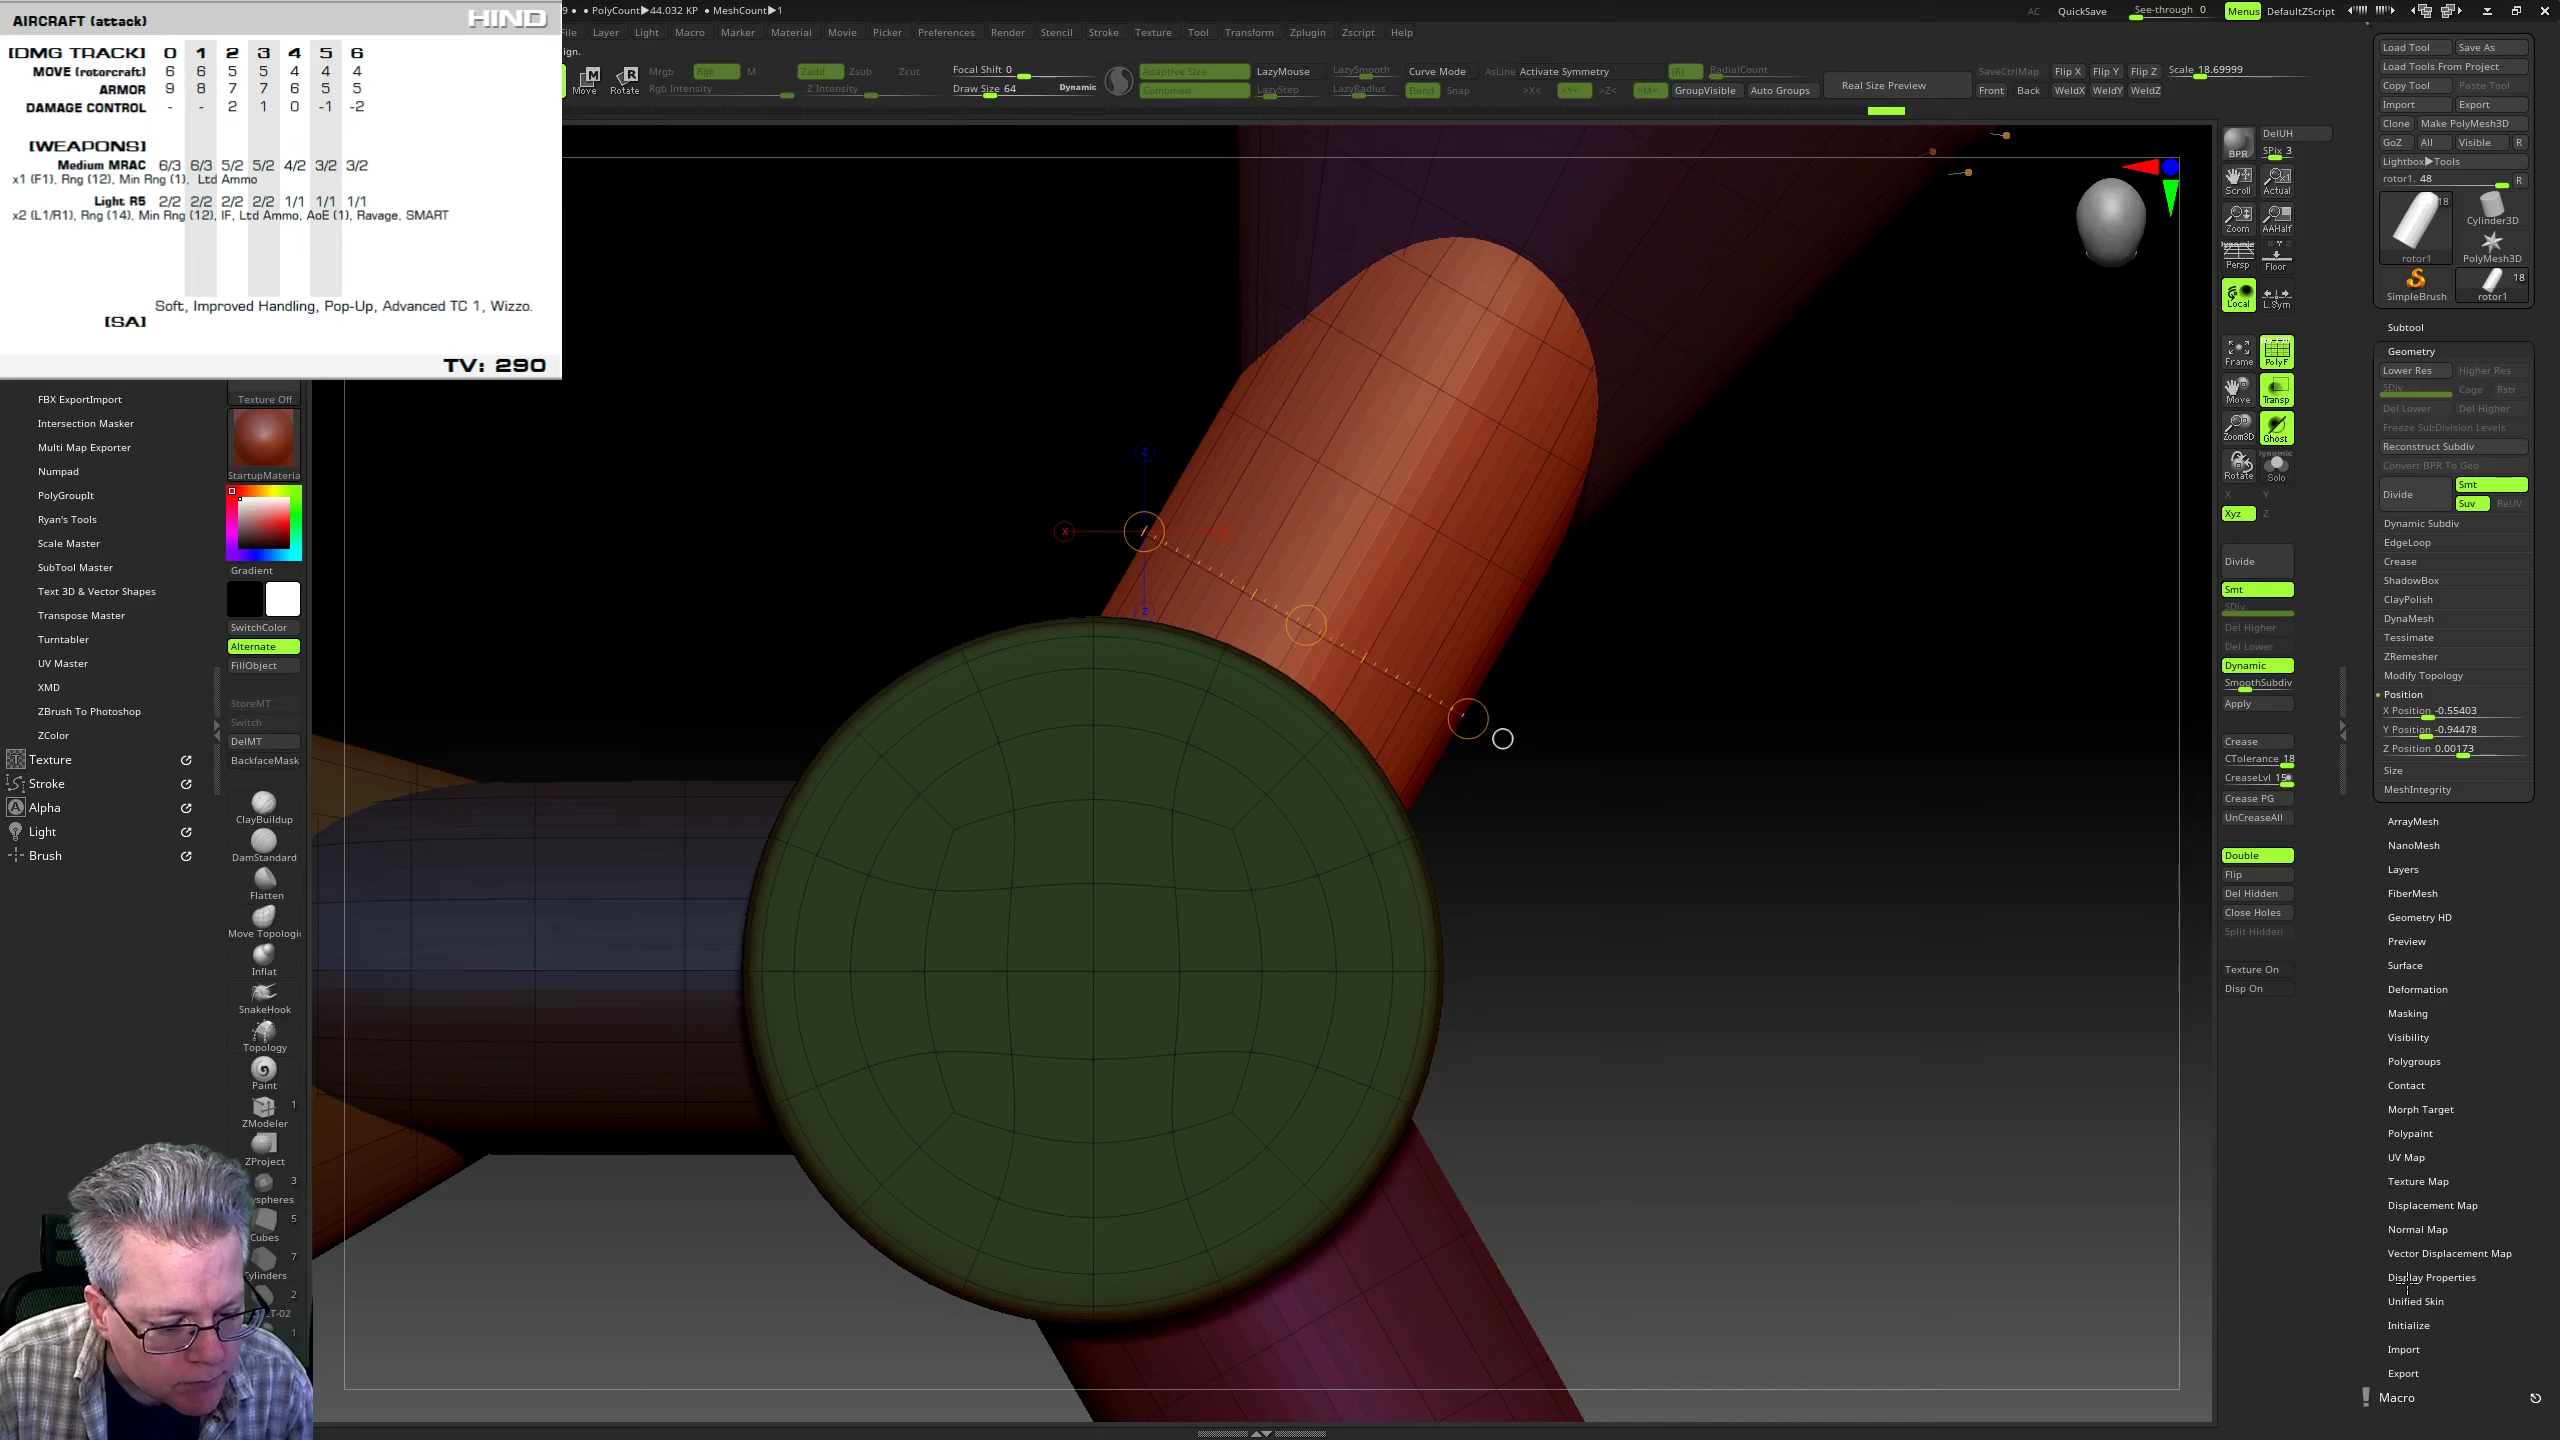 AIRCRAFT (attack) HIND
[DMG TRACK] 0 1 2 3 4 5 6
MOVE (rotorcraft) 6 6 5 5 4 4 4
ARMOR 9 8 7 7 6 5 5
DAMAGE CONTROL - - 2 1 0 -1 -2
[WEAPONS]
Medium MRAC 6/3 6/3 5/2 5/2 4/2 3/2 3/2
x1 (F1), Rng (12), Min Rng (1), Ltd Ammo
Light R5 2/2 2/2 2/2 2/2 1/1 1/1 1/1
x2 (L1/R1), Rng (14), Min Rng (12), IF, Ltd Ammo, AoE (1), Ravage, SMART
Soft, Improved Handling, Pop-Up, Advanced TC 1, Wizzo.
[SA]
TV: 290
PolyCount▶44.032 KP • MeshCount▶1
AC QuickSave See-through 0 Menus DefaultZScript
File Layer Light Macro Marker Material Movie Picker Preferences Render Stencil Stroke Texture Tool Transform Zplugin Zscript Help
Move Rotate Mrgb Rgb M Zadd Zsub Zcut
Rgb Intensity Z Intensity
Focal Shift 0
Draw Size 64 Dynamic
Adaptive Size
Combined
LazyMouse LazySmooth
LazyStep LazyRadius
Curve Mode AsLine
Bend Snap
Activate Symmetry (R) RadialCount
>X< >Y< >Z< >M< GroupVisible Auto Groups
Real Size Preview
SaveCtrlMap Flip X Flip Y Flip Z Scale 18.69999
Front Back WeldX WeldY WeldZ
FBX ExportImport
Intersection Masker
Multi Map Exporter
Numpad
PolyGroupIt
Ryan's Tools
Scale Master
SubTool Master
Text 3D & Vector Shapes
Transpose Master
Turntabler
UV Master
XMD
ZBrush To Photoshop
ZColor
Texture
Stroke
Alpha
Light
Brush
Texture Off
StartupMateria
Gradient
SwitchColor
Alternate
FillObject
StoreMT
Switch
DelMT
BackfaceMask
ClayBuildup
DamStandard
Flatten
Move Topologi
Inflat
SnakeHook
Topology
Paint
1
ZModeler
ZProject
3
5
Cubes
7
2
1
Z
X
Z
BPR
DelUH
SPix 3
Scroll Actual
Zoom AAHalf
Dynamic
Persp Floor
Local L.Sym
Frame PolyF
Move Transp
Zoom3D Ghost
Dynamic
Rotate Solo
X Y
Xyz Z
Divide
Smt
SDiv
Del Higher
Del Lower
Dynamic
SmoothSubdiv
Apply
Crease
CTolerance 18
CreaseLvl 15
Crease PG
UnCreaseAll
Double
Flip
Del Hidden
Close Holes
Split Hidden
Texture On
Disp On
Load Tool Save As
Load Tools From Project
Copy Tool Paste Tool
Import Export
Clone Make PolyMesh3D
GoZ All Visible R
Lightbox▶Tools
rotor1. 48 R
18
Cylinder3D
rotor1 PolyMesh3D
18
SimpleBrush rotor1
Subtool
Geometry
Lower Res Higher Res
SDiv Cage Rstr
Del Lower Del Higher
Freeze SubDivision Levels
Reconstruct Subdiv
Convert BPR To Geo
Divide Smt
Suv ReUV
Dynamic Subdiv
EdgeLoop
Crease
ShadowBox
ClayPolish
DynaMesh
Tessimate
ZRemesher
Modify Topology
Position
X Position -0.55403
Y Position -0.94478
Z Position 0.00173
Size
MeshIntegrity
ArrayMesh
NanoMesh
Layers
FiberMesh
Geometry HD
Preview
Surface
Deformation
Masking
Visibility
Polygroups
Contact
Morph Target
Polypaint
UV Map
Texture Map
Displacement Map
Normal Map
Vector Displacement Map
Display Properties
Unified Skin
Initialize
Import
Export
Macro